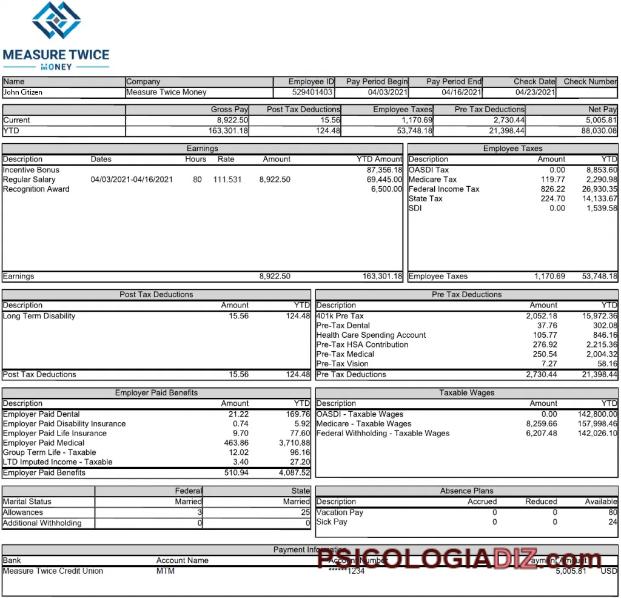 MEASURE TWICE
MONEY
Name Company Employee ID Pay Period Begin Pay Period End Check Date Check Number
John Citizen Measure Twice Money 529401403 04/03/2021 04/16/2021 04/23/2021
Gross Pay Post Tax Deductions Employee Taxes Pre Tax Deductions Net Pay
Current 8,922.50 15.56 1,170.69 2,730.44 5,005.81
YTD 163,301.18 124.48 53,748.18 21,398.44 88,030.08
Earnings
Description Dates Hours Rate Amount YTD Amount
Incentive Bonus 87,356.18
Regular Salary 04/03/2021-04/16/2021 80 111.531 8,922.50 69,445.00
Recognition Award 6,500.00
Earnings 8,922.50 163,301.18
Employee Taxes
Description Amount YTD
OASDI Tax 0.00 8,853.60
Medicare Tax 119.77 2,290.98
Federal Income Tax 826.22 26,930.35
State Tax 224.70 14,133.67
SDI 0.00 1,539.58
Employee Taxes 1,170.69 53,748.18
Post Tax Deductions
Description Amount YTD
Long Term Disability 15.56 124.48
Post Tax Deductions 15.56 124.48
Pre Tax Deductions
Description Amount YTD
401k Pre Tax 2,052.18 15,972.36
Pre-Tax Dental 37.76 302.08
Health Care Spending Account 105.77 846.16
Pre-Tax HSA Contribution 276.92 2,215.36
Pre-Tax Medical 250.54 2,004.32
Pre-Tax Vision 7.27 58.16
Pre Tax Deductions 2,730.44 21,398.44
Employer Paid Benefits
Description Amount YTD
Employer Paid Dental 21.22 169.76
Employer Paid Disability Insurance 0.74 5.92
Employer Paid Life Insurance 9.70 77.60
Employer Paid Medical 463.86 3,710.88
Group Term Life - Taxable 12.02 96.16
LTD Imputed Income - Taxable 3.40 27.20
Employer Paid Benefits 510.94 4,087.52
Taxable Wages
Description Amount YTD
OASDI - Taxable Wages 0.00 142,800.00
Medicare - Taxable Wages 8,259.66 157,998.46
Federal Withholding - Taxable Wages 6,207.48 142,026.10
Federal State
Marital Status Married Married
Allowances 3 25
Additional Withholding 0 0
Absence Plans
Description Accrued Reduced Available
Vacation Pay 0 0 80
Sick Pay 0 0 24
Payment Information
Bank Account Name Account Number Payment Amount
Measure Twice Credit Union MTM ******1234 5,005.81 USD
PSICOLOGIADIZ.com